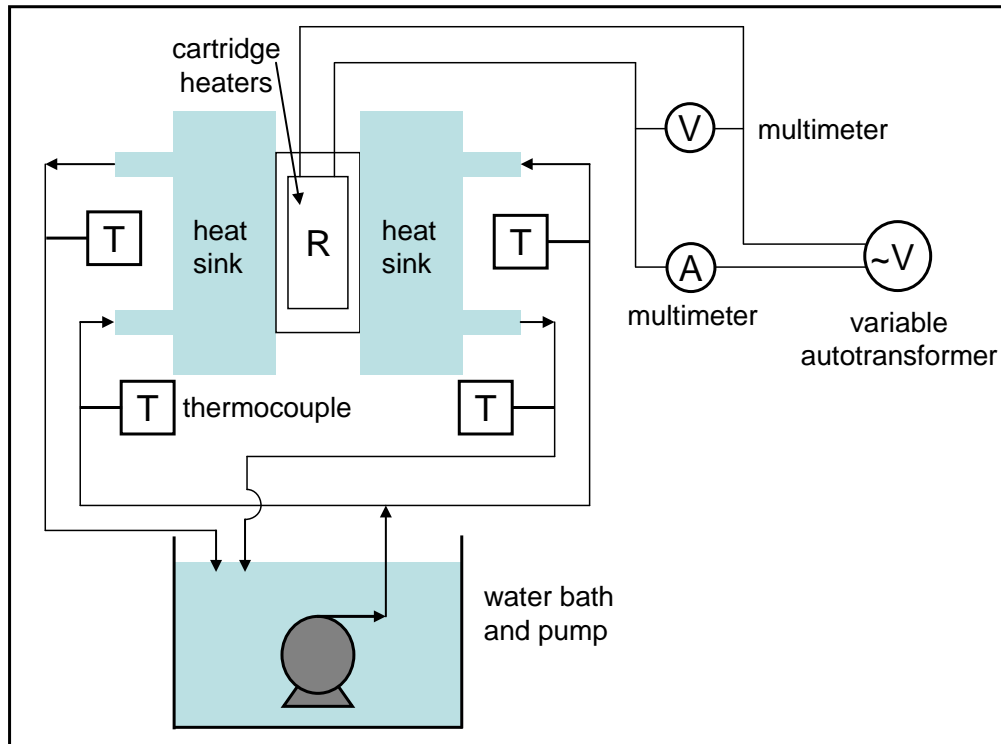 cartridge
heaters
V
multimeter
T
heat
sink
R
heat
sink
T
A
~V
multimeter
variable
autotransformer
T
thermocouple
T
water bath
and pump